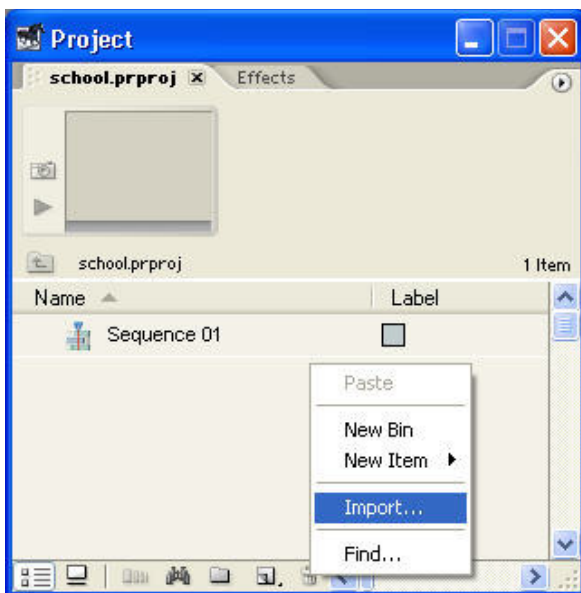 Project
school.prproj Effects
school.prproj 1 Item
Name Label
Sequence 01
Paste
New Bin
New Item
Import...
Find...